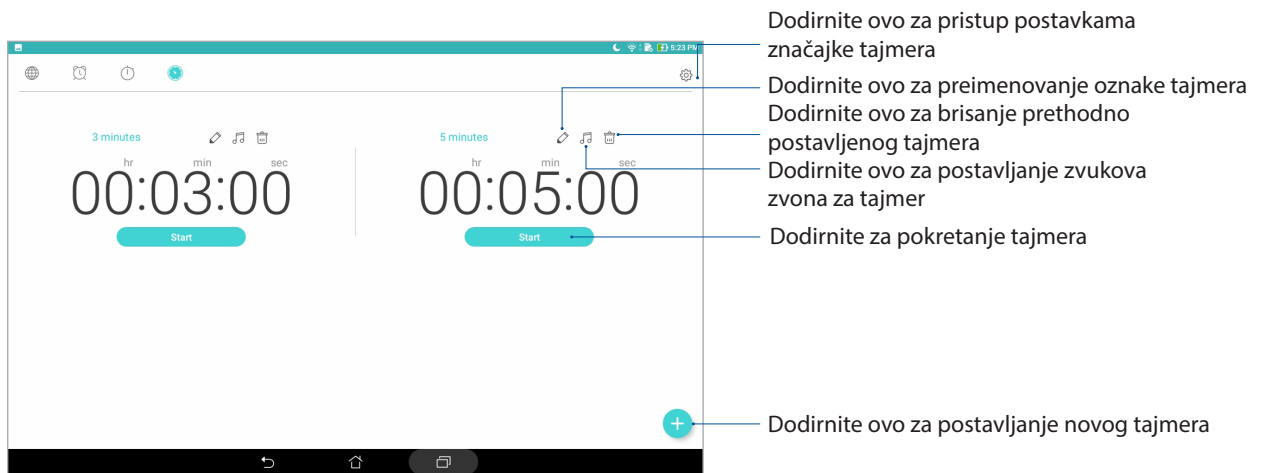 Dodirnite ovo za pristup postavkama
značajke tajmera
5:23 PM
Dodirnite ovo za preimenovanje oznake tajmera
Dodirnite ovo za brisanje prethodno
postavljenog tajmera
Dodirnite ovo za postavljanje zvukova
zvona za tajmer
3 minutes
hr min sec
00:03:00
Start
5 minutes
hr min sec
00:05:00
Start
Dodirnite za pokretanje tajmera
Dodirnite ovo za postavljanje novog tajmera